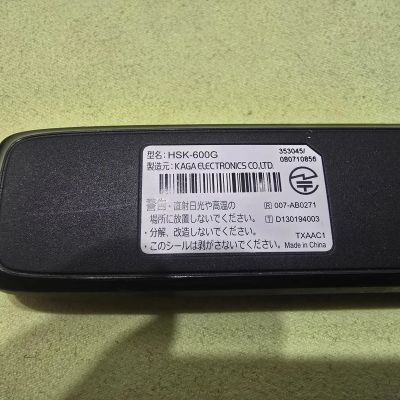 型名: HSK-600G
製造元: KAGA ELECTRONICS CO.LTD.
353045/
080710856
警告・直射日光や高温の
場所に放置しないでください。
・分解、改造しないでください。
・このシールは剥がさないでください。
R 007-AB0271
T D130194003
TXAAC1
Made in China